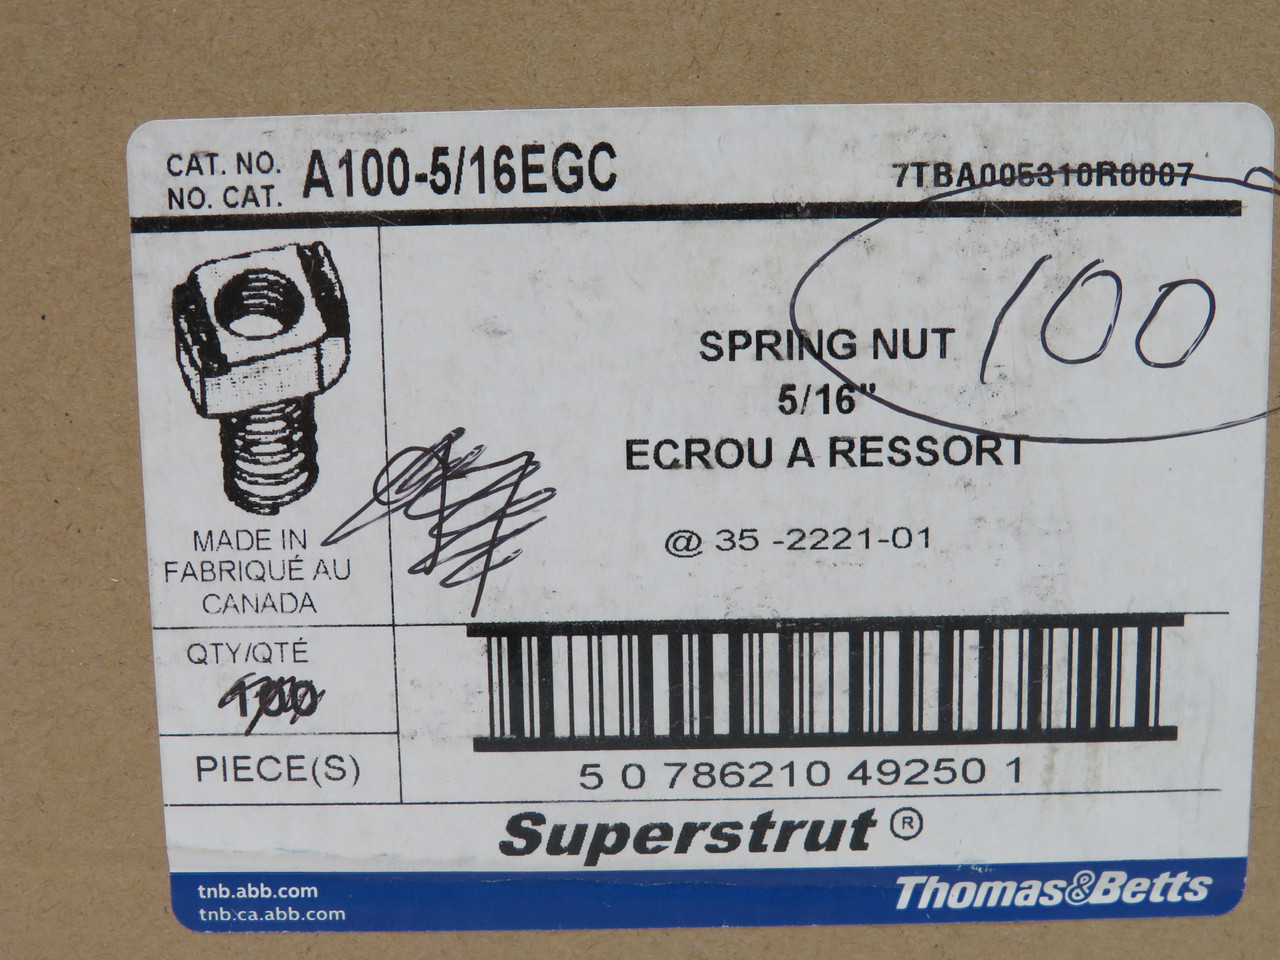 CAT. NO.
NO. CAT.
A100-5/16EGC
7TBA005310R0007
100
SPRING NUT
5/16"
ECROU A RESSORT
@ 35 -2221-01
MADE IN
FABRIQUÉ AU
CANADA
QTY/QTÉ
100
PIECE(S)
5 0 786210 49250 1
Superstrut ®
tnb.abb.com
tnb.ca.abb.com
Thomas&Betts